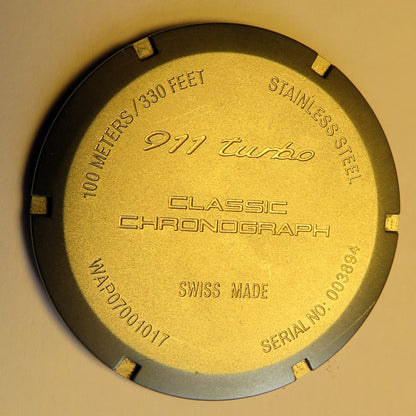 100 METERS/330 FEET
STAINLESS STEEL
911 turbo
CLASSIC
CHRONOGRAPH
SWISS MADE
WAP07001017
SERIAL NO: 003894